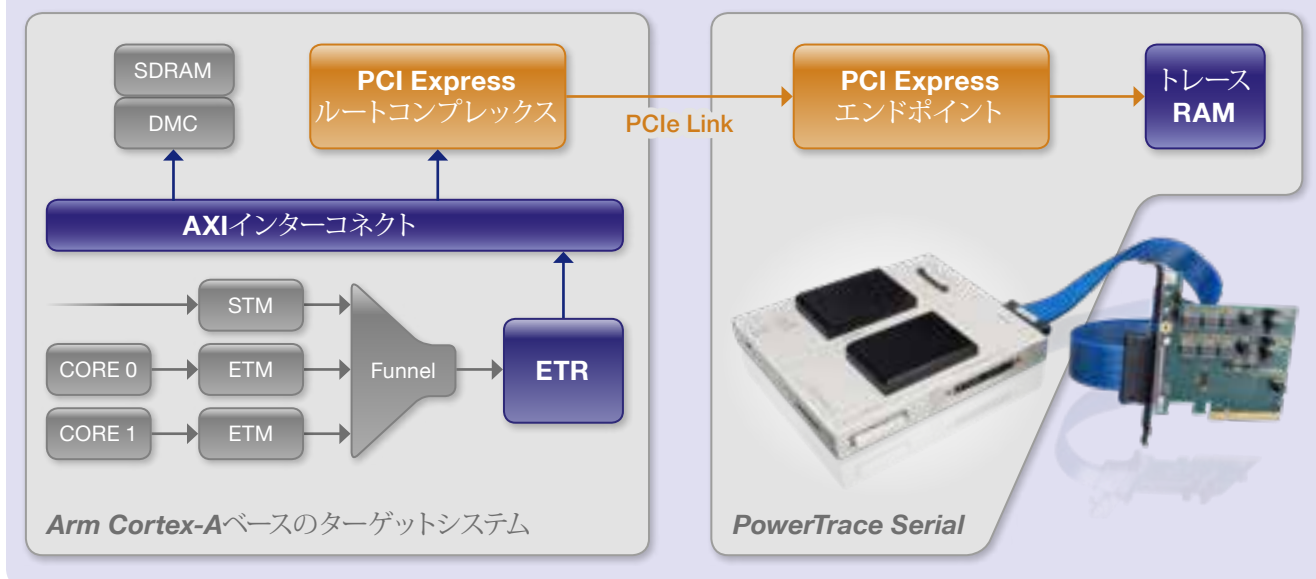 SDRAM
DMC
PCI Express
ルートコンプレックス
PCIe Link
PCI Express
エンドポイント
トレース
RAM
AXIインターコネクト
STM
CORE 0
ETM
Funnel
ETR
CORE 1
ETM
Arm Cortex-Aベースのターゲットシステム
PowerTrace Serial